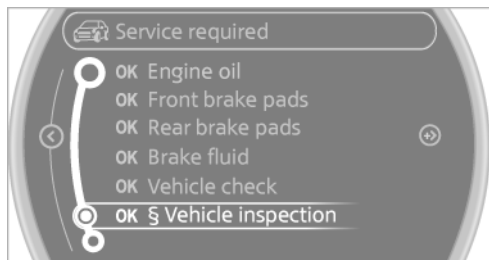 Service required
OK Engine oil
OK Front brake pads
OK Rear brake pads
OK Brake fluid
OK Vehicle check
OK § Vehicle inspection